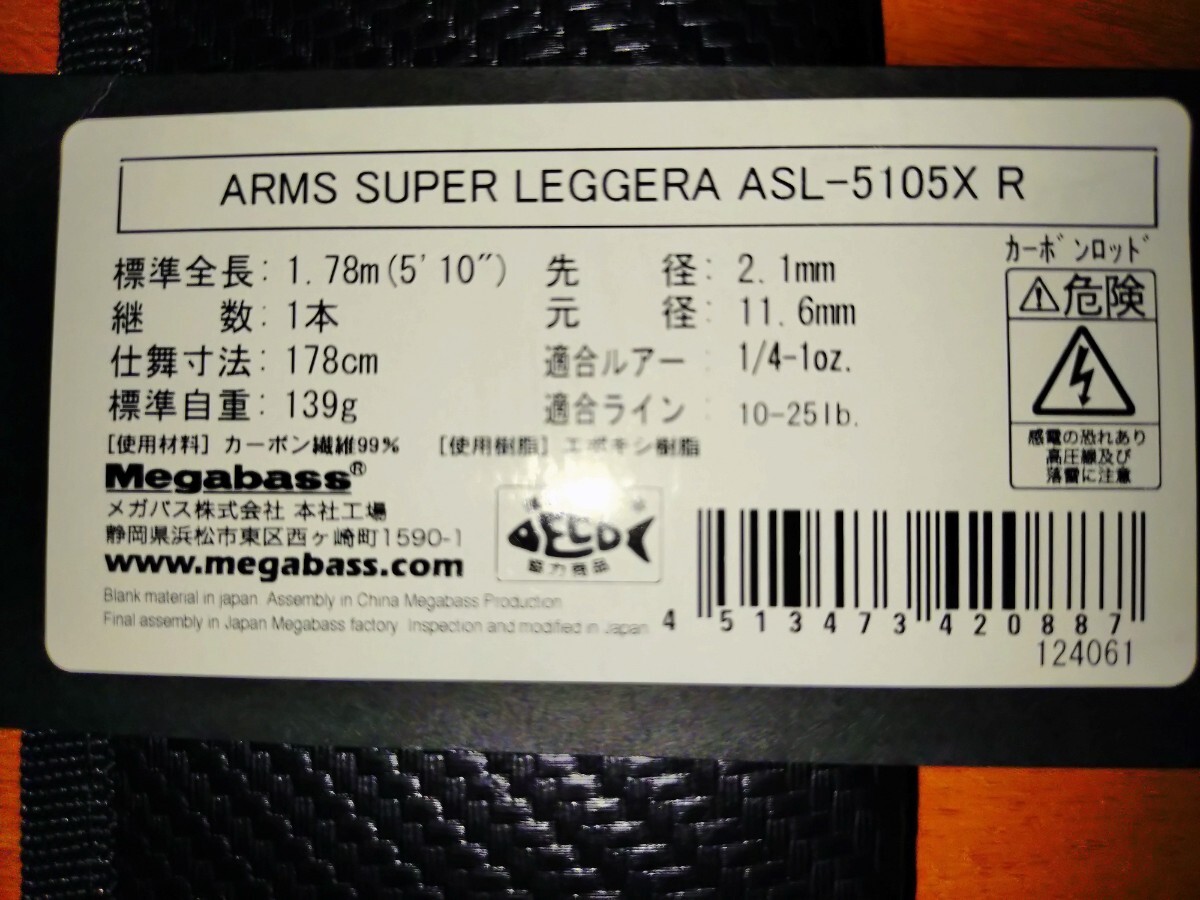 ARMS SUPER LEGGERA ASL-5105X R
標準全長: 1.78m(5'10") 先 径: 2.1mm
継 数: 1本 元 径: 11.6mm
仕舞寸法: 178cm 適合ルアー: 1/4-1oz.
標準自重: 139g 適合ライン: 10-25lb.
[使用材料] カーボン繊維99% [使用樹脂] エポキシ樹脂
カーボンロッド
⚠危険
感電の恐れあり
高圧線及び
落雷に注意
Megabass®
メガバス株式会社 本社工場
静岡県浜松市東区西ヶ崎町1590-1
www.megabass.com
Blank material in japan. Assembly in China Megabass Production
Final assembly in Japan Megabass factory Inspection and modified in Japan
協力商品
4 513473 420887
124061